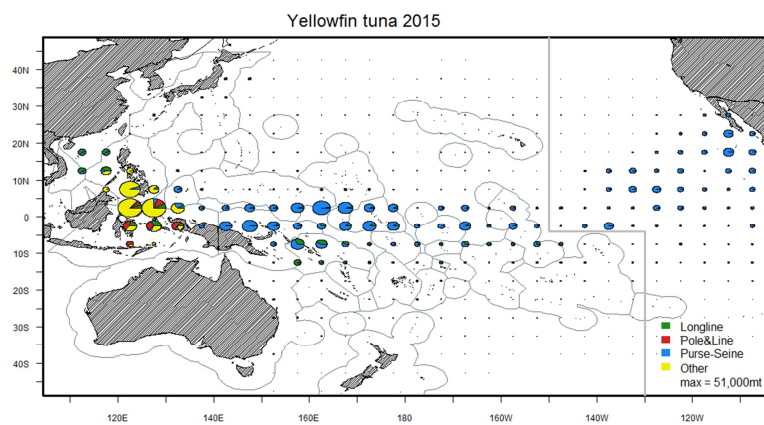 Yellowfin tuna 2015
40N
30N
20N
10N
0
10S
20S
30S
40S
Longline
Pole&Line
Purse-Seine
Other
max = 51,000mt
120E
140E
160E
180
160W
140W
120W